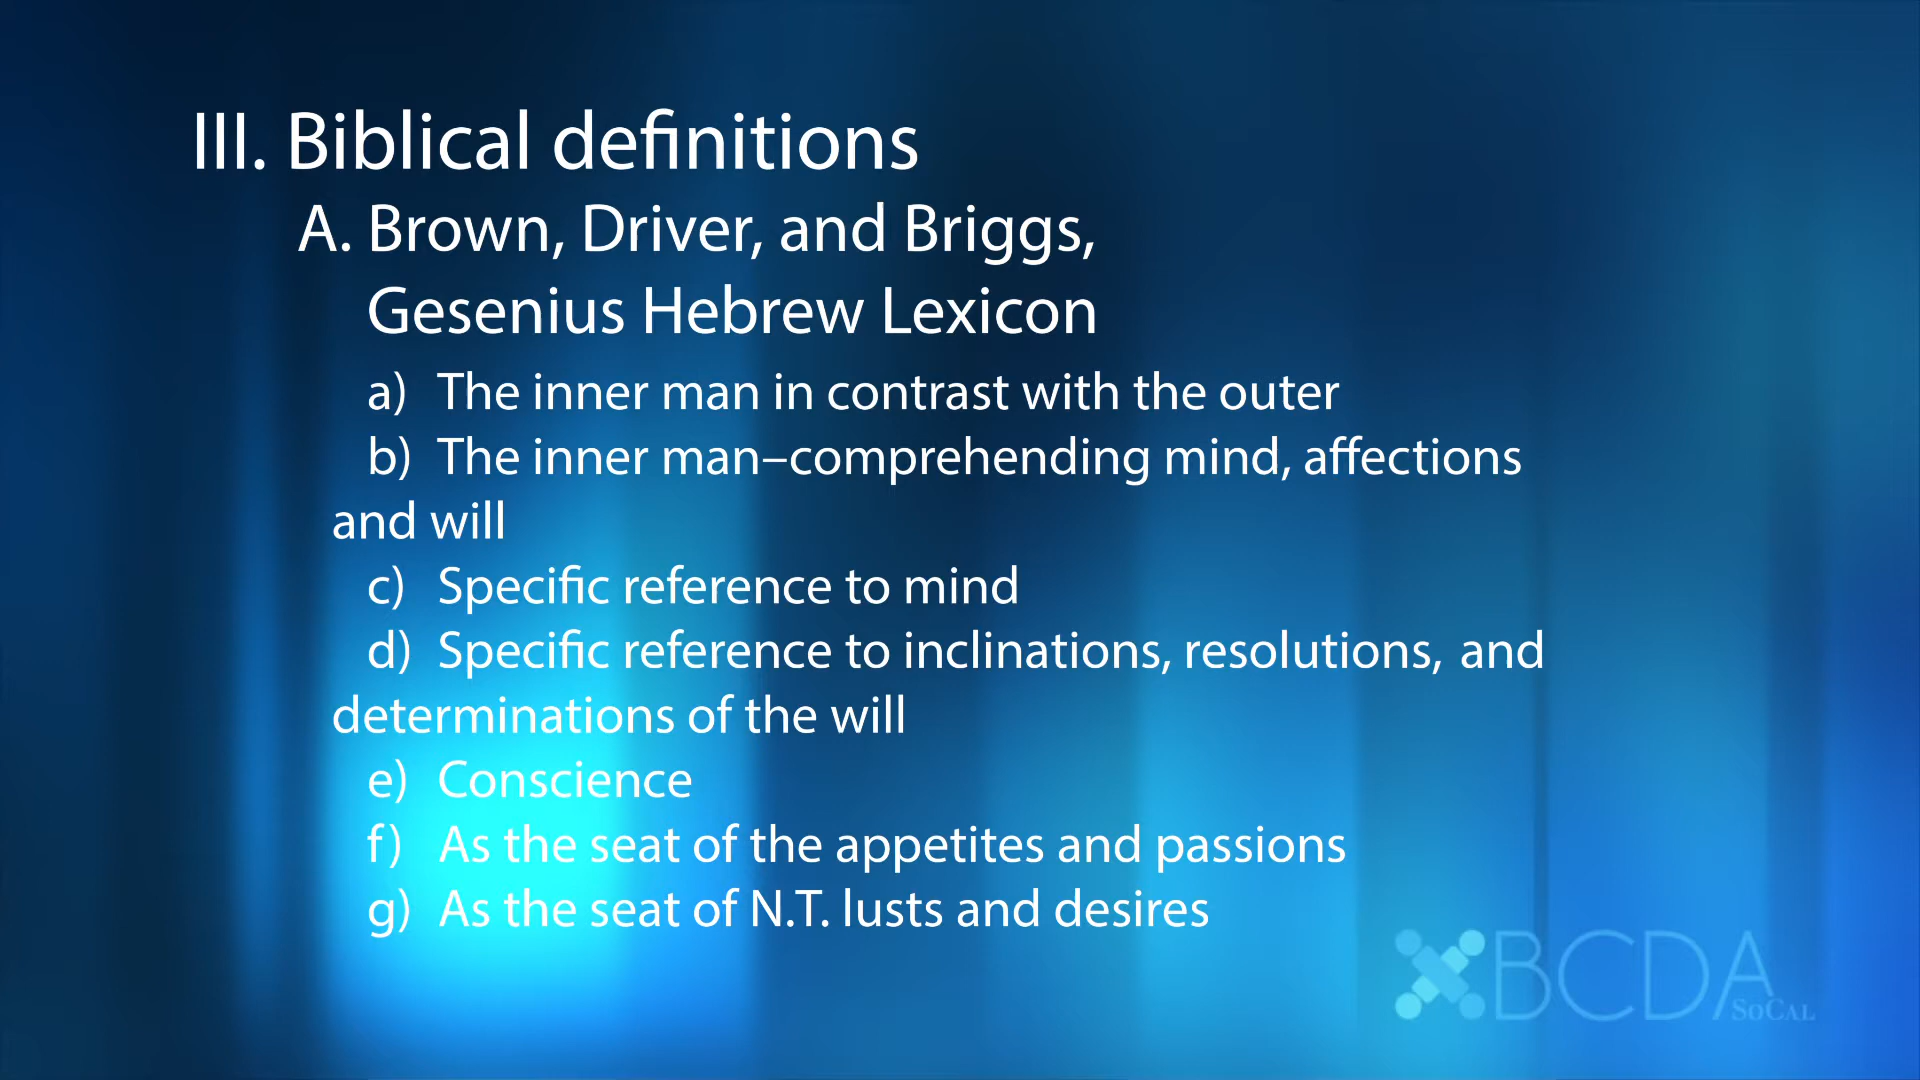 III. Biblical definitions
A. Brown, Driver, and Briggs,
Gesenius Hebrew Lexicon
a) The inner man in contrast with the outer
b) The inner man–comprehending mind, affections
and will
c) Specific reference to mind
d) Specific reference to inclinations, resolutions, and
determinations of the will
e) Conscience
f) As the seat of the appetites and passions
g) As the seat of N.T. lusts and desires
BCDA
SoCal